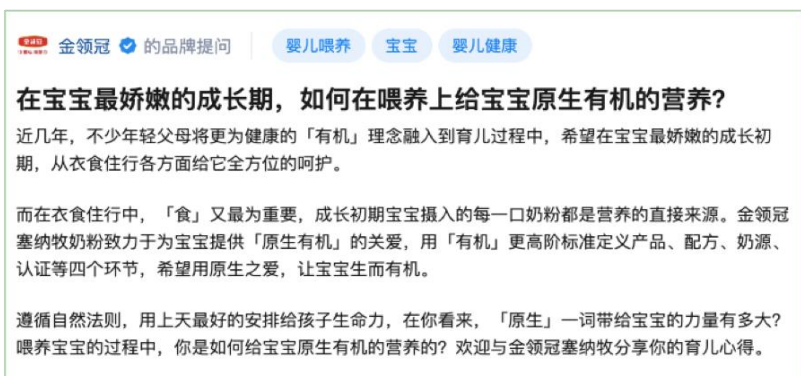 金领冠
金领冠 的品牌提问 婴儿喂养 宝宝 婴儿健康
在宝宝最娇嫩的成长期，如何在喂养上给宝宝原生有机的营养？
近几年，不少年轻父母将更为健康的「有机」理念融入到育儿过程中，希望在宝宝最娇嫩的成长初
期，从衣食住行各方面给它全方位的呵护。
而在衣食住行中，「食」又最为重要，成长初期宝宝摄入的每一口奶粉都是营养的直接来源。金领冠
塞纳牧奶粉致力于为宝宝提供「原生有机」的关爱，用「有机」更高阶标准定义产品、配方、奶源、
认证等四个环节，希望用原生之爱，让宝宝生而有机。
遵循自然法则，用上天最好的安排给孩子生命力，在你看来，「原生」一词带给宝宝的力量有多大？
喂养宝宝的过程中，你是如何给宝宝原生有机的营养的？欢迎与金领冠塞纳牧分享你的育儿心得。